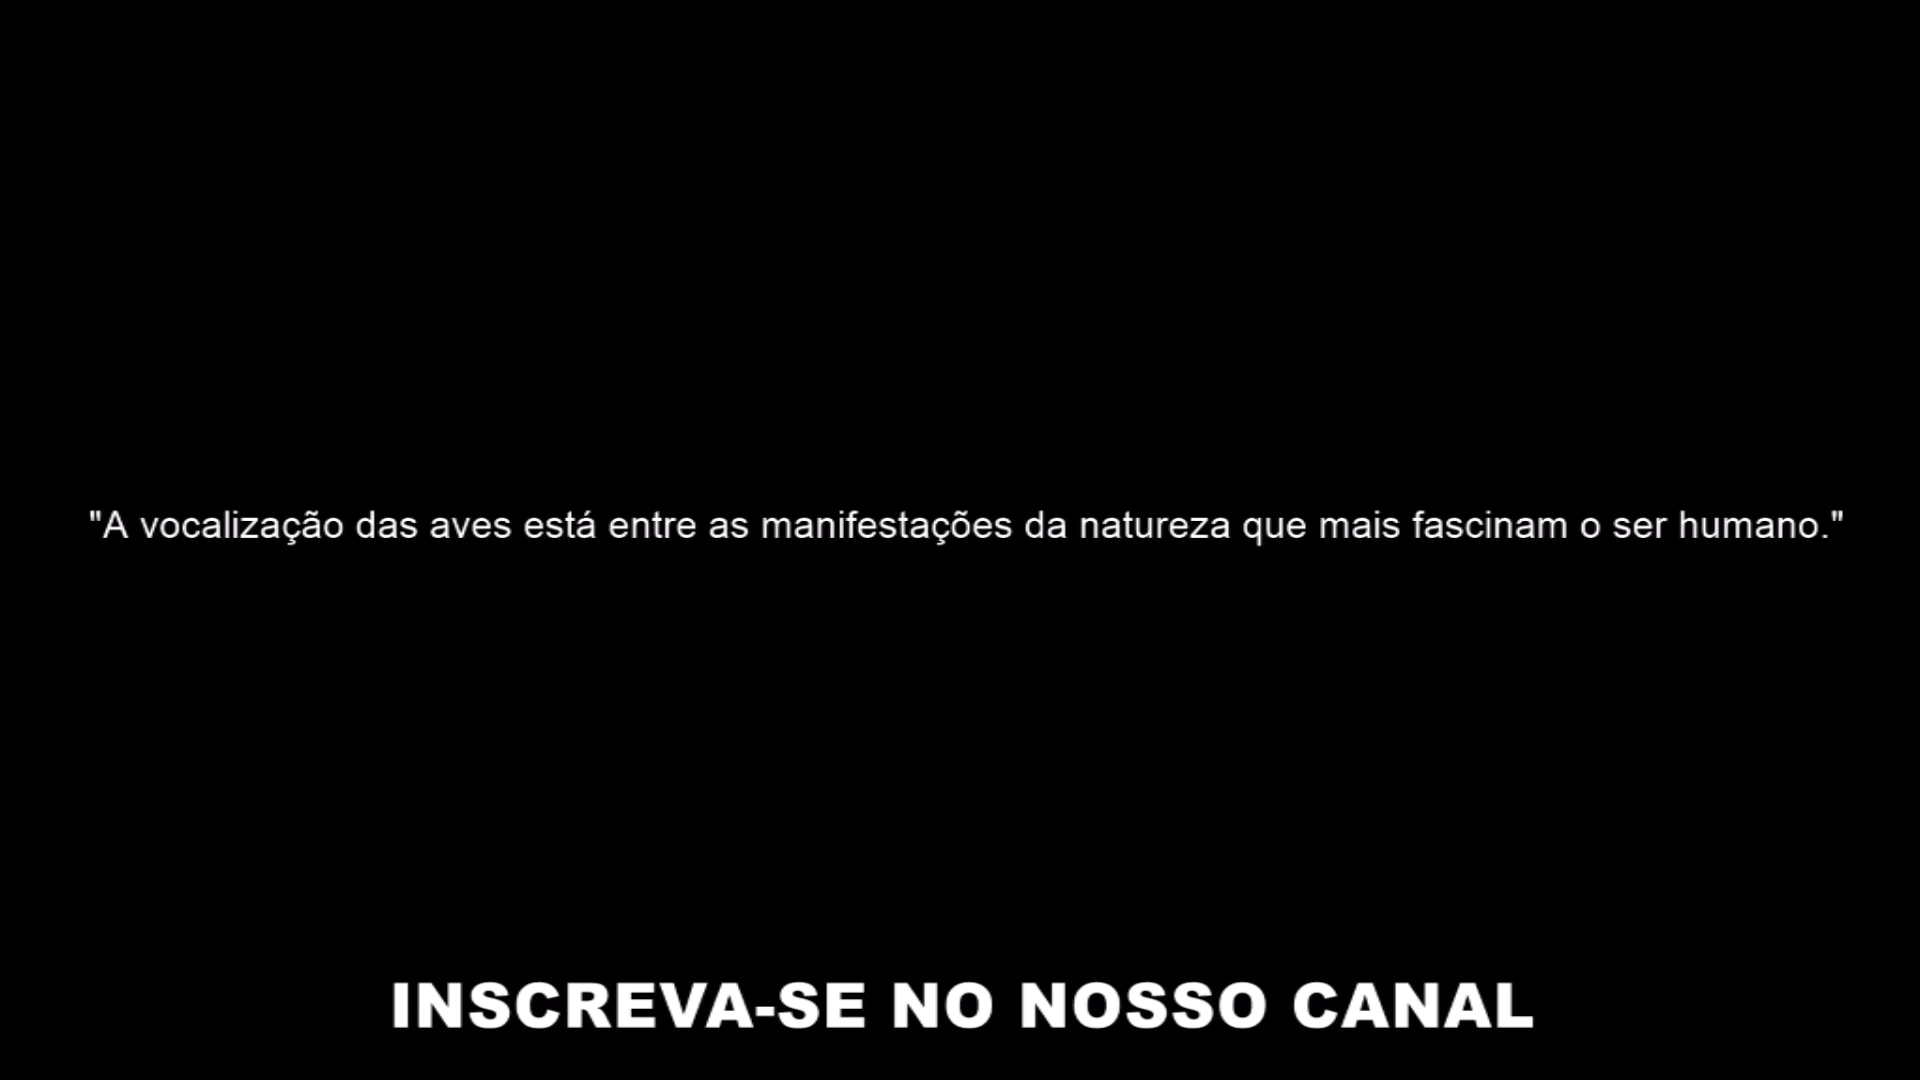 "A vocalização das aves está entre as manifestações da natureza que mais fascinam o ser humano."
INSCREVA-SE NO NOSSO CANAL